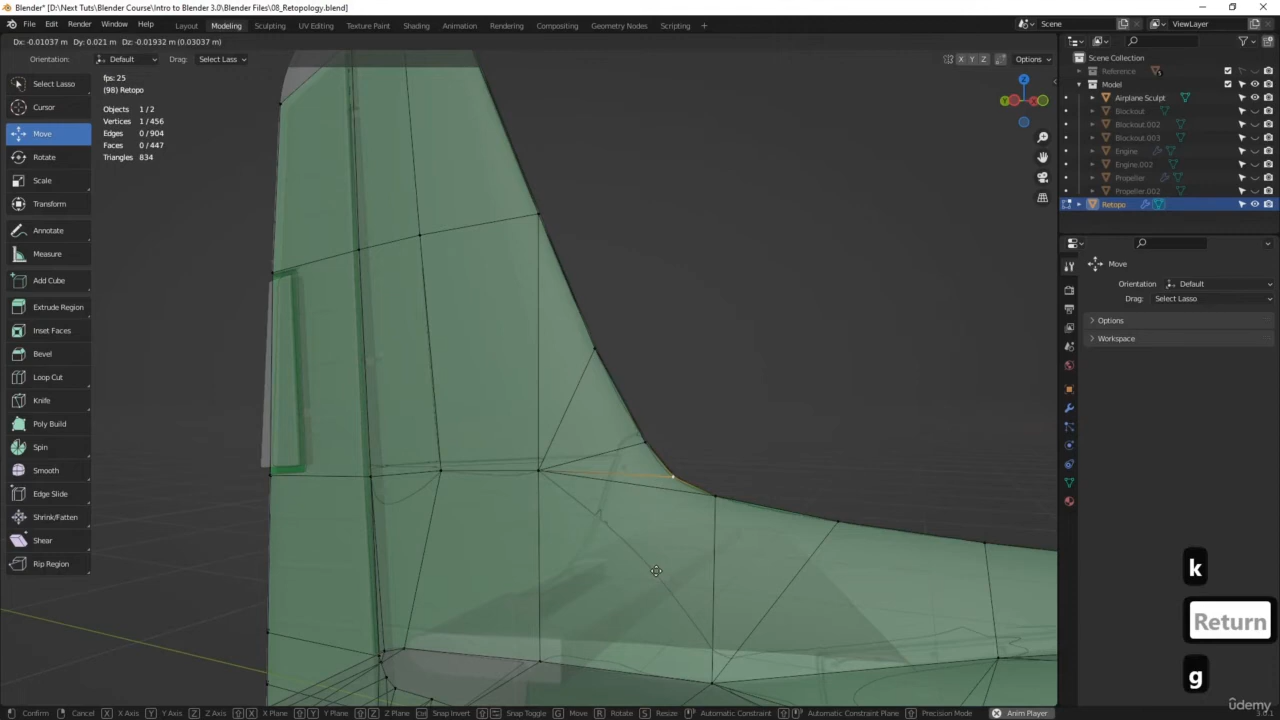 Blender* [D:\Next Tuts\Blender Course\Intro to Blender 3.0\Blender Files\08_Retopology.blend]
File Edit Render Window Help Layout Modeling Sculpting UV Editing Texture Paint Shading Animation Rendering Compositing Geometry Nodes Scripting + Scene ViewLayer
Dx: -0.01037 m Dy: 0.021 m Dz: -0.01932 m (0.03037 m)
Orientation: Default Drag: Select Lasso X Y Z Options
Scene Collection
Reference
Model
Airplane Sculpt
Blockout
Blockout.002
Blockout.003
Engine
Engine.002
Propeller
Propeller.002
Retopo
fps: 25
(98) Retopo
Objects 1/2
Vertices 1/456
Edges 0/904
Faces 0/447
Triangles 834
Select Lasso
Cursor
Move
Rotate
Scale
Transform
Annotate
Measure
Add Cube
Extrude Region
Inset Faces
Bevel
Loop Cut
Knife
Poly Build
Spin
Smooth
Edge Slide
Shrink/Fatten
Shear
Rip Region
Z
Y X
Move
Orientation Default
Drag: Select Lasso
Options
Workspace
k
Return
g
ûdemy
Confirm Cancel X X Axis Y Y Axis Z Z Axis X X Plane Y Y Plane Z Z Plane Snap Invert Snap Toggle G Move R Rotate S Resize Automatic Constraint Automatic Constraint Plane Precision Mode Anim Player